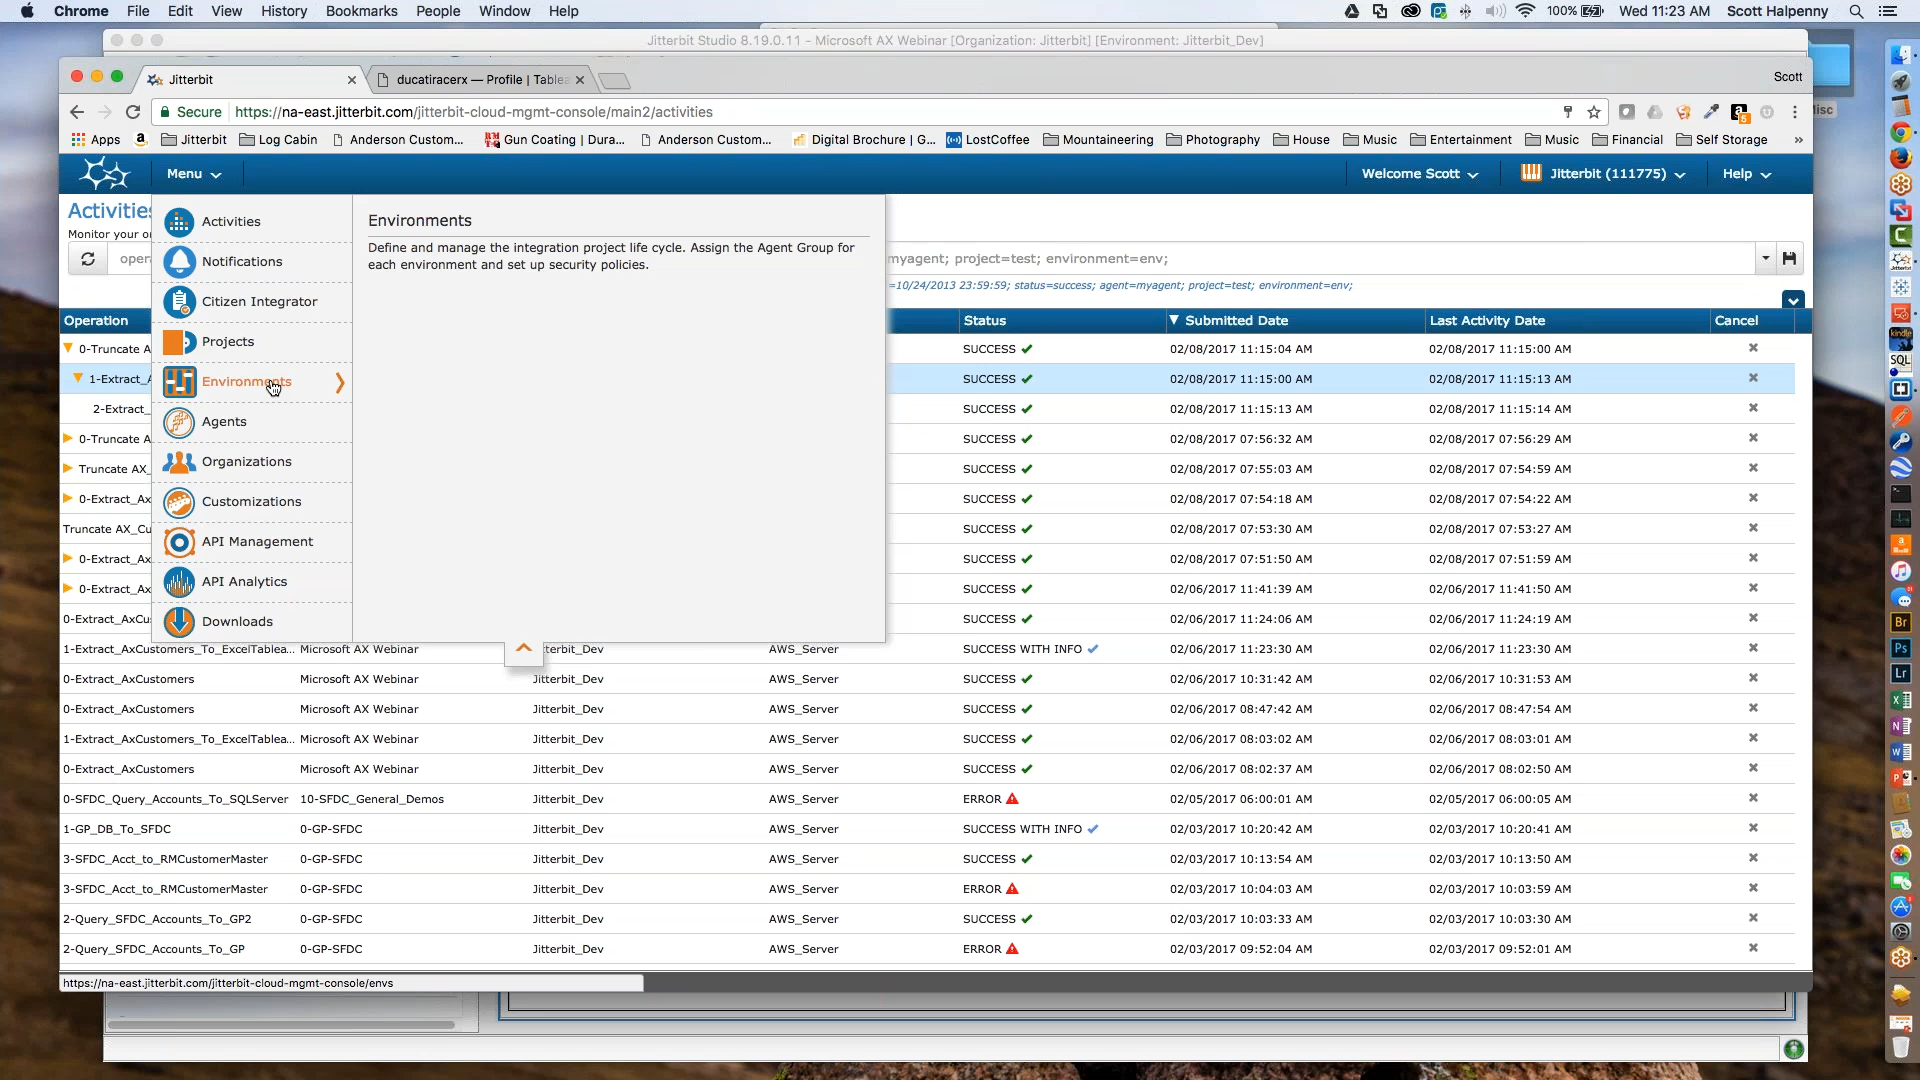 Chrome File Edit View History Bookmarks People Window Help 100% Wed 11:23 AM Scott Halpenny
Jitterbit Studio 8.19.0.11 - Microsoft AX Webinar [Organization: Jitterbit] [Environment: Jitterbit_Dev]
Jitterbit ducatiracerx — Profile | Tablea Scott
Secure https://na-east.jitterbit.com/jitterbit-cloud-mgmt-console/main2/activities
Apps Jitterbit Log Cabin Anderson Custom... Gun Coating | Dura... Anderson Custom... Digital Brochure | G... LostCoffee Mountaineering Photography House Music Entertainment Music Financial Self Storage »
Menu Welcome Scott Jitterbit (111775) Help
Activities
Monitor your o
opera myagent; project=test; environment=env;
=10/24/2013 23:59:59; status=success; agent=myagent; project=test; environment=env;
Activities
Notifications
Citizen Integrator
Projects
Environments
Agents
Organizations
Customizations
API Management
API Analytics
Downloads
Environments
Define and manage the integration project life cycle. Assign the Agent Group for
each environment and set up security policies.
Operation Status Submitted Date Last Activity Date Cancel
0-Truncate A SUCCESS 02/08/2017 11:15:04 AM 02/08/2017 11:15:00 AM
1-Extract_A SUCCESS 02/08/2017 11:15:00 AM 02/08/2017 11:15:13 AM
2-Extract_ SUCCESS 02/08/2017 11:15:13 AM 02/08/2017 11:15:14 AM
0-Truncate A SUCCESS 02/08/2017 07:56:32 AM 02/08/2017 07:56:29 AM
Truncate AX_ SUCCESS 02/08/2017 07:55:03 AM 02/08/2017 07:54:59 AM
0-Extract_Ax SUCCESS 02/08/2017 07:54:18 AM 02/08/2017 07:54:22 AM
Truncate AX_Cu SUCCESS 02/08/2017 07:53:30 AM 02/08/2017 07:53:27 AM
0-Extract_Ax SUCCESS 02/08/2017 07:51:50 AM 02/08/2017 07:51:59 AM
0-Extract_Ax SUCCESS 02/06/2017 11:41:39 AM 02/06/2017 11:41:50 AM
0-Extract_AxCu SUCCESS 02/06/2017 11:24:06 AM 02/06/2017 11:24:19 AM
1-Extract_AxCustomers_To_ExcelTablea... Microsoft AX Webinar Jitterbit_Dev AWS_Server SUCCESS WITH INFO 02/06/2017 11:23:30 AM 02/06/2017 11:23:30 AM
0-Extract_AxCustomers Microsoft AX Webinar Jitterbit_Dev AWS_Server SUCCESS 02/06/2017 10:31:42 AM 02/06/2017 10:31:53 AM
0-Extract_AxCustomers Microsoft AX Webinar Jitterbit_Dev AWS_Server SUCCESS 02/06/2017 08:47:42 AM 02/06/2017 08:47:54 AM
1-Extract_AxCustomers_To_ExcelTablea... Microsoft AX Webinar Jitterbit_Dev AWS_Server SUCCESS 02/06/2017 08:03:02 AM 02/06/2017 08:03:01 AM
0-Extract_AxCustomers Microsoft AX Webinar Jitterbit_Dev AWS_Server SUCCESS 02/06/2017 08:02:37 AM 02/06/2017 08:02:50 AM
0-SFDC_Query_Accounts_To_SQLServer 10-SFDC_General_Demos Jitterbit_Dev AWS_Server ERROR 02/05/2017 06:00:01 AM 02/05/2017 06:00:05 AM
1-GP_DB_To_SFDC 0-GP-SFDC Jitterbit_Dev AWS_Server SUCCESS WITH INFO 02/03/2017 10:20:42 AM 02/03/2017 10:20:41 AM
3-SFDC_Acct_to_RMCustomerMaster 0-GP-SFDC Jitterbit_Dev AWS_Server SUCCESS 02/03/2017 10:13:54 AM 02/03/2017 10:13:50 AM
3-SFDC_Acct_to_RMCustomerMaster 0-GP-SFDC Jitterbit_Dev AWS_Server ERROR 02/03/2017 10:04:03 AM 02/03/2017 10:03:59 AM
2-Query_SFDC_Accounts_To_GP2 0-GP-SFDC Jitterbit_Dev AWS_Server SUCCESS 02/03/2017 10:03:33 AM 02/03/2017 10:03:30 AM
2-Query_SFDC_Accounts_To_GP 0-GP-SFDC Jitterbit_Dev AWS_Server ERROR 02/03/2017 09:52:04 AM 02/03/2017 09:52:01 AM
https://na-east.jitterbit.com/jitterbit-cloud-mgmt-console/envs